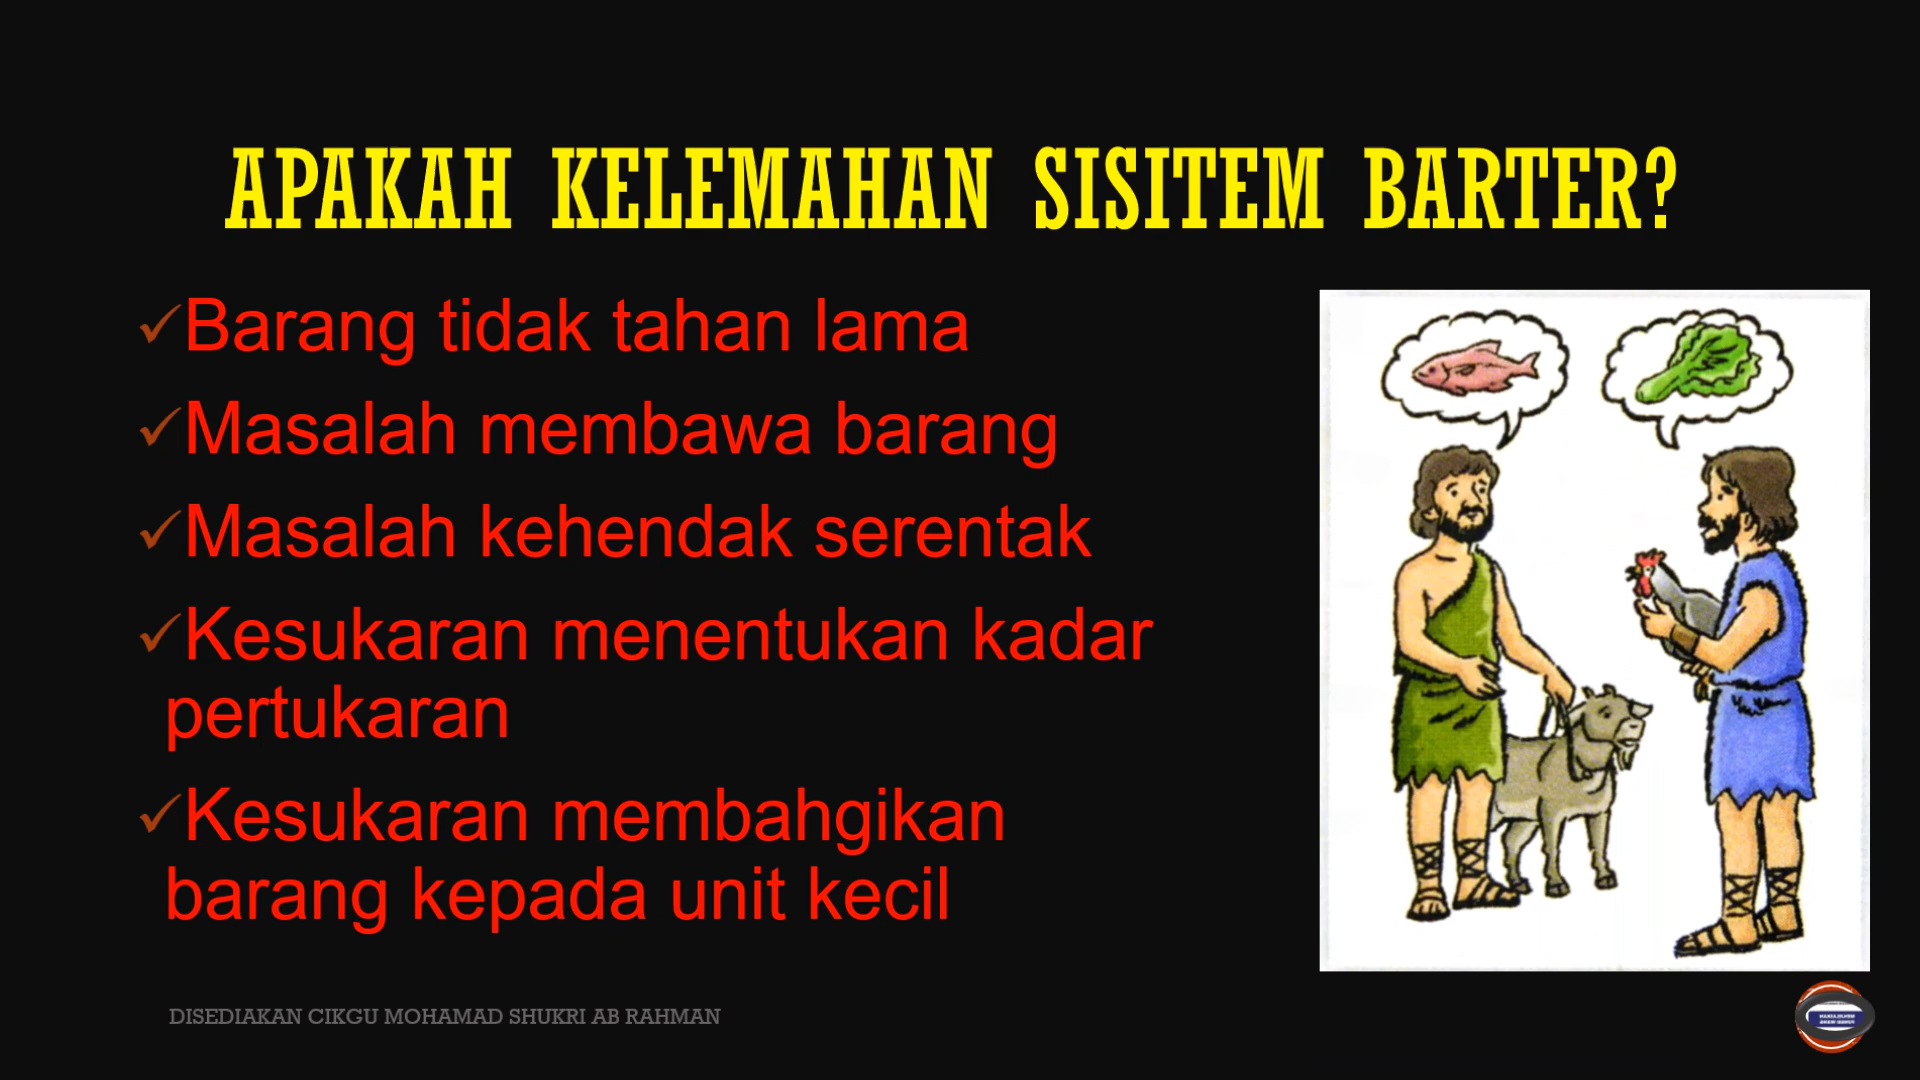 APAKAH KELEMAHAN SISITEM BARTER?
Barang tidak tahan lama
Masalah membawa barang
Masalah kehendak serentak
Kesukaran menentukan kadar
pertukaran
Kesukaran membahgikan
barang kepada unit kecil
DISEDIAKAN CIKGU MOHAMAD SHUKRI AB RAHMAN